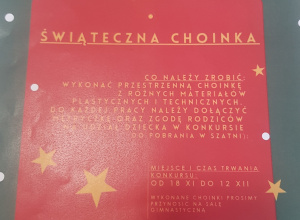 ŚWIĄTECZNA CHOINKA
CO NALEŻY ZROBIĆ:
WYKONAĆ PRZESTRZENNĄ CHOINKĘ
Z RÓŻNYCH MATERIAŁÓW
PLASTYCZNYCH I TECHNICZNYCH.
DO KAŻDEJ PRACY NALEŻY DOŁĄCZYĆ
METRYCZKĘ ORAZ ZGODĘ RODZICÓW
NA UDZIAŁ DZIECKA W KONKURSIE
(DO POBRANIA W SZATNI);
MIEJSCE I CZAS TRWANIA
KONKURSU:
OD 18 XI DO 12 XII
WYKONANE CHOINKI PROSIMY
PRZYNOSIĆ NA SALĘ
GIMNASTYCZNĄ